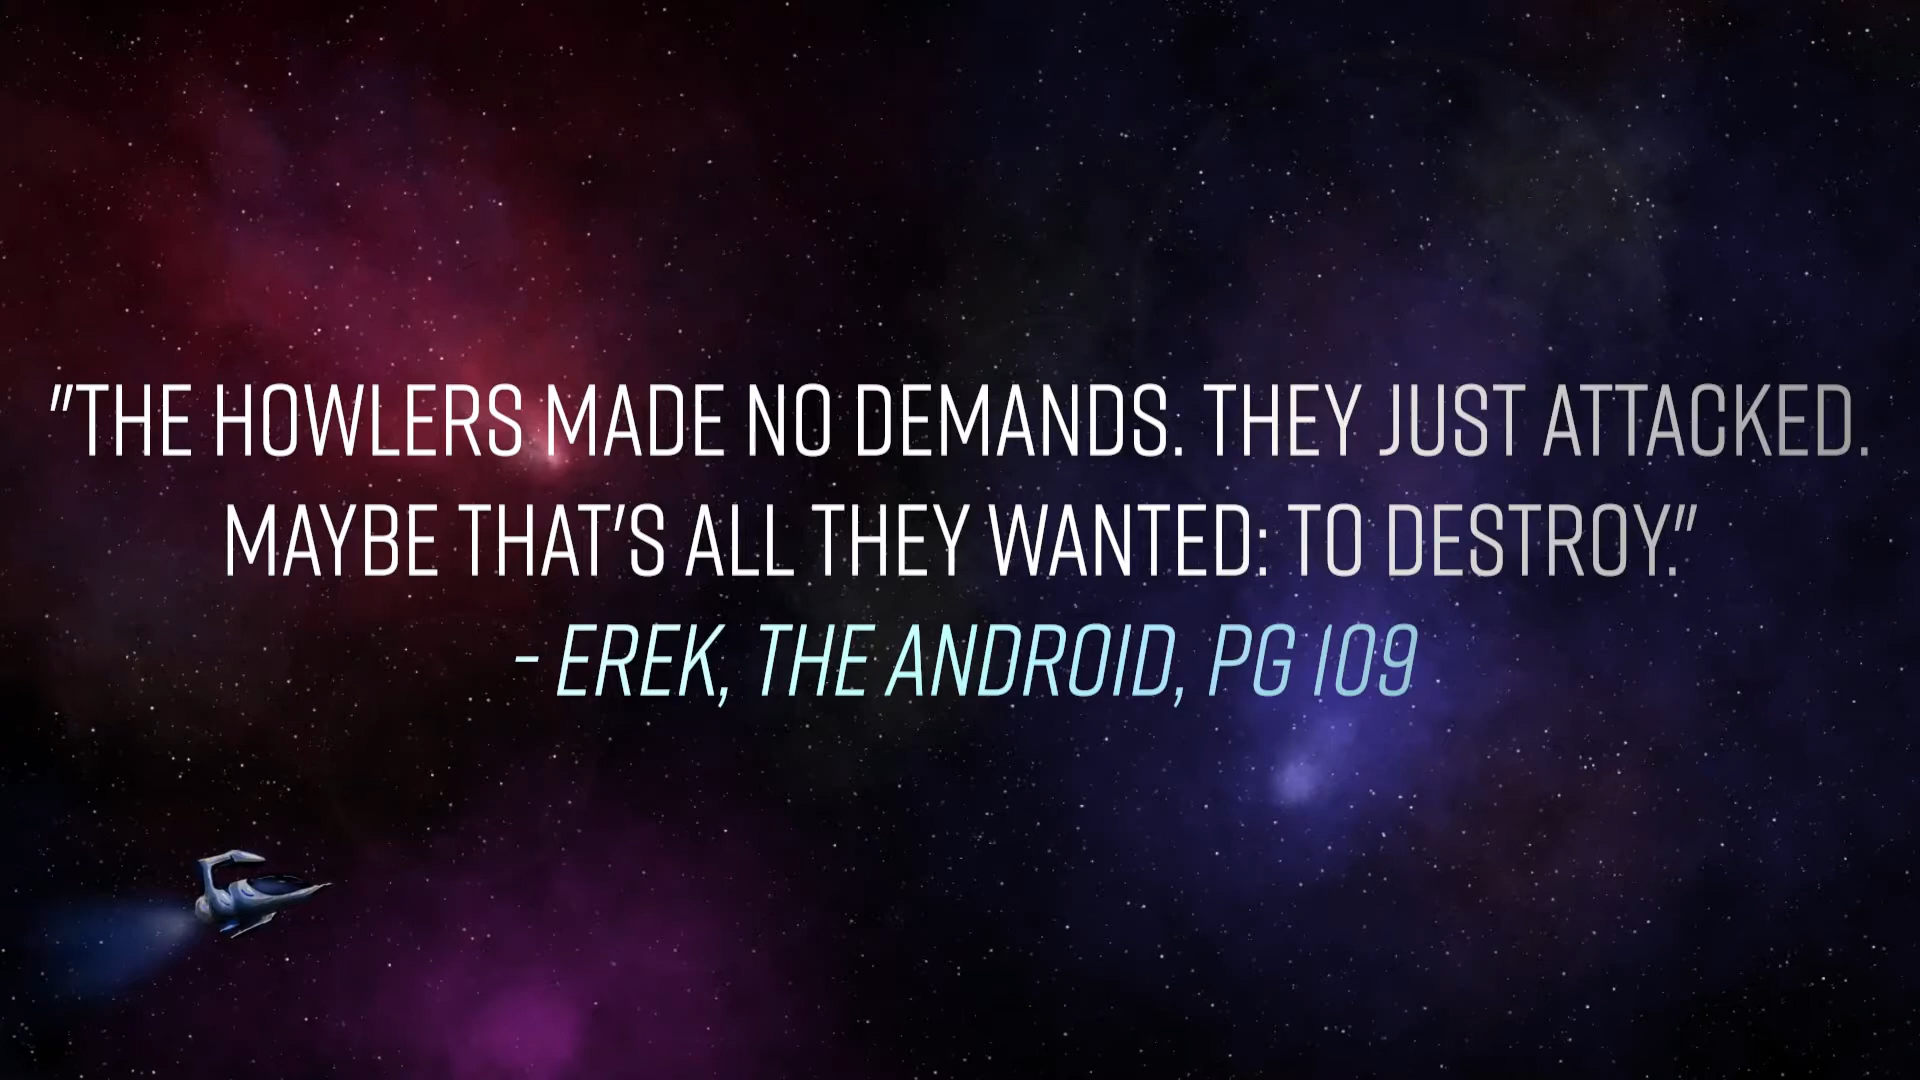 "THE HOWLERS MADE NO DEMANDS. THEY JUST ATTACKED.
MAYBE THAT'S ALL THEY WANTED: TO DESTROY."
- EREK, THE ANDROID, PG 109